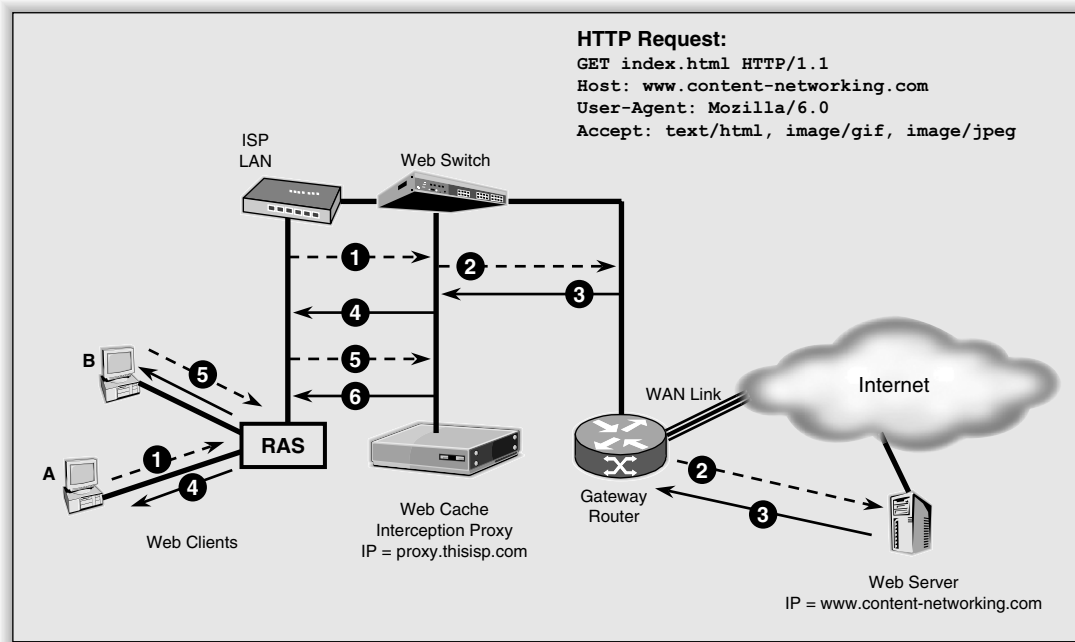 HTTP Request:
GET index.html HTTP/1.1
Host: www.content-networking.com
User-Agent: Mozilla/6.0
Accept: text/html, image/gif, image/jpeg
ISP
LAN
Web Switch
1
2
3
4
B
5
5
6
WAN Link
Internet
RAS
A
1
4
2
3
Gateway
Router
Web Clients
Web Cache
Interception Proxy
IP = proxy.thisisp.com
Web Server
IP = www.content-networking.com